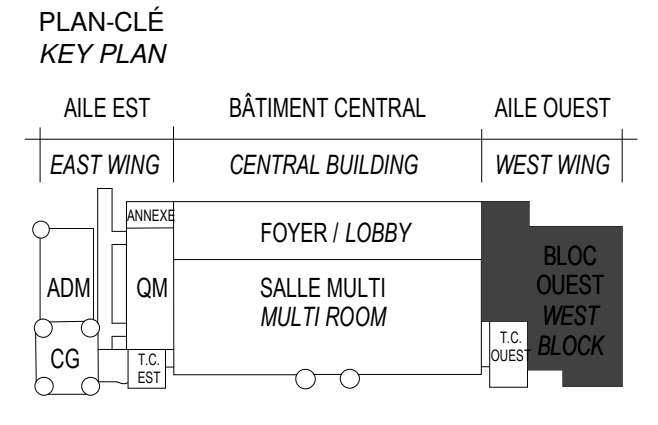 PLAN-CLÉ
KEY PLAN
AILE EST
BÂTIMENT CENTRAL
AILE OUEST
EAST WING
CENTRAL BUILDING
WEST WING
ANNEXE
FOYER / LOBBY
ADM
QM
SALLE MULTI
MULTI ROOM
BLOC
OUEST
WEST
BLOCK
CG
T.C.
EST
T.C.
OUEST